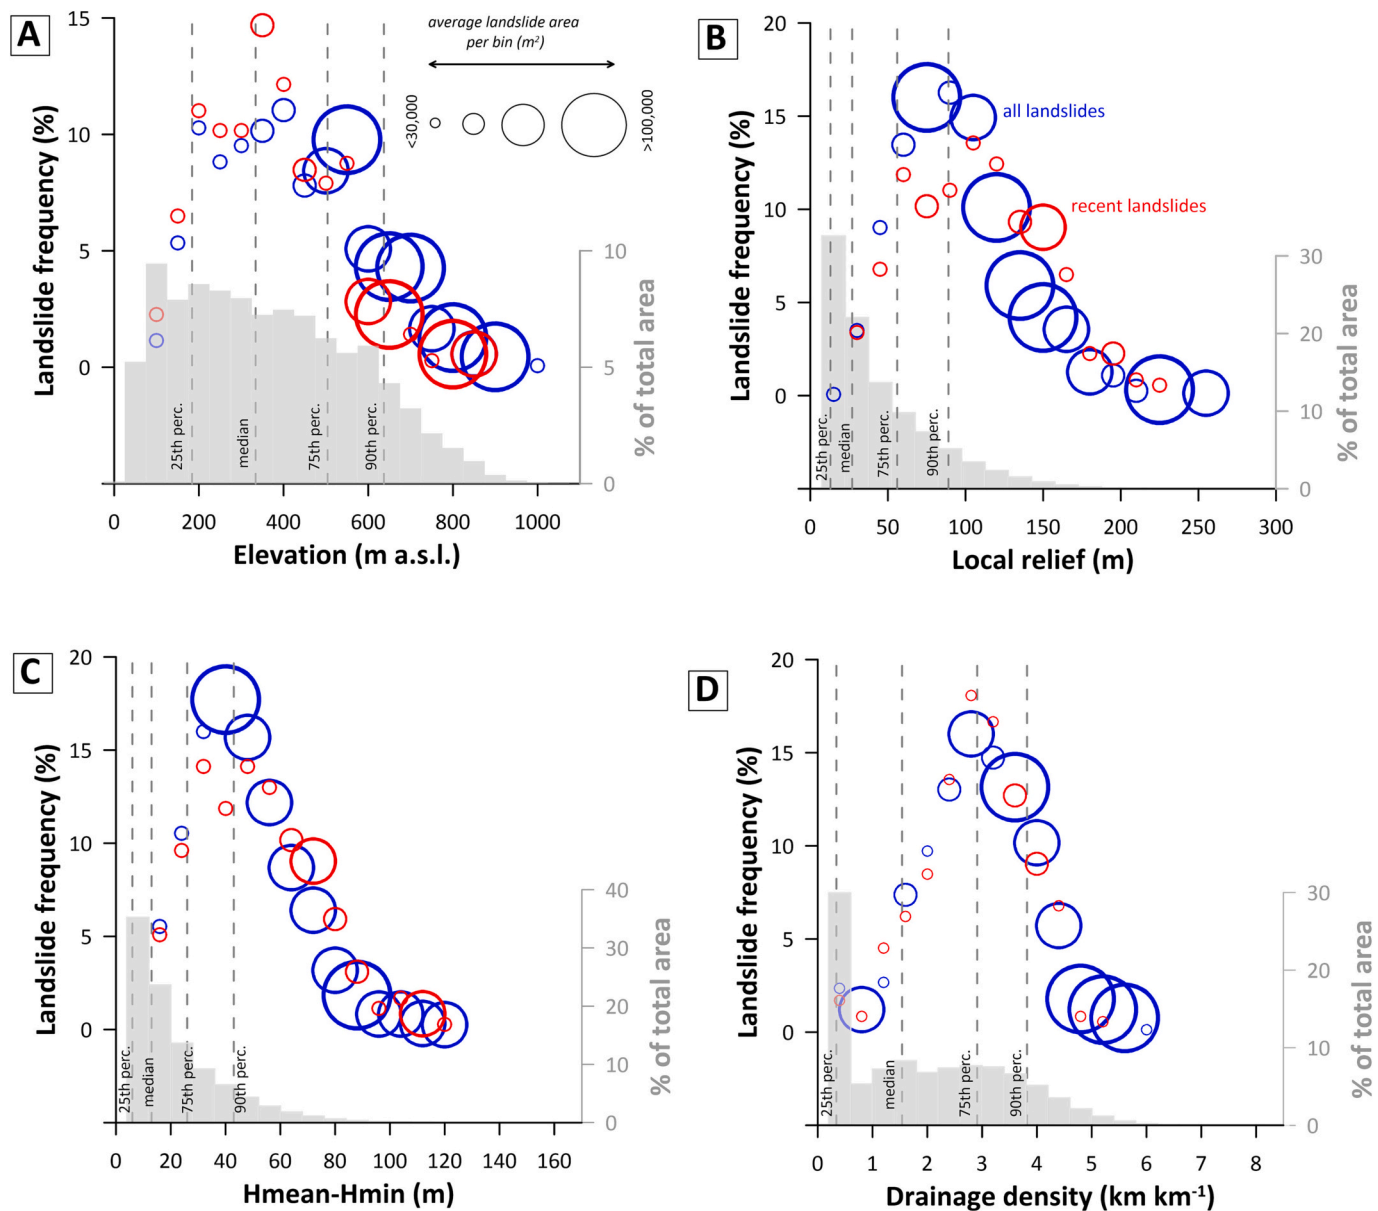 A
15
10
5
0
Landslide frequency (%)
average landslide area
per bin (m²)
<30,000
>100,000
25th perc.
median
75th perc.
90th perc.
10
5
0
% of total area
0 200 400 600 800 1000
Elevation (m a.s.l.)
B
20
15
10
5
0
Landslide frequency (%)
all landslides
recent landslides
25th perc.
median
75th perc.
90th perc.
30
20
10
0
% of total area
0 50 100 150 200 250 300
Local relief (m)
C
20
15
10
5
0
Landslide frequency (%)
25th perc.
median
75th perc.
90th perc.
40
30
20
10
0
% of total area
0 20 40 60 80 100 120 140 160
Hmean-Hmin (m)
D
20
15
10
5
0
Landslide frequency (%)
25th perc.
median
75th perc.
90th perc.
30
20
10
0
% of total area
0 1 2 3 4 5 6 7 8
Drainage density (km km⁻¹)